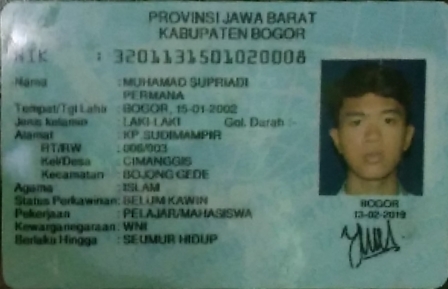 PROVINSI JAWA BARAT
KABUPATEN BOGOR
NIK : 3201131501020008
Nama : MUHAMAD SUPRIADI
PERMANA
Tempat/Tgl Lahir : BOGOR, 15-01-2002
Jenis kelamin : LAKI-LAKI Gol. Darah :-
Alamat : KP SUDIMAMPIR
RT/RW : 006/003
Kel/Desa : CIMANGGIS
Kecamatan : BOJONG GEDE
Agama : ISLAM
Status Perkawinan: BELUM KAWIN
Pekerjaan : PELAJAR/MAHASISWA
Kewarganegaraan: WNI
Berlaku Hingga : SEUMUR HIDUP
BOGOR
13-02-2019